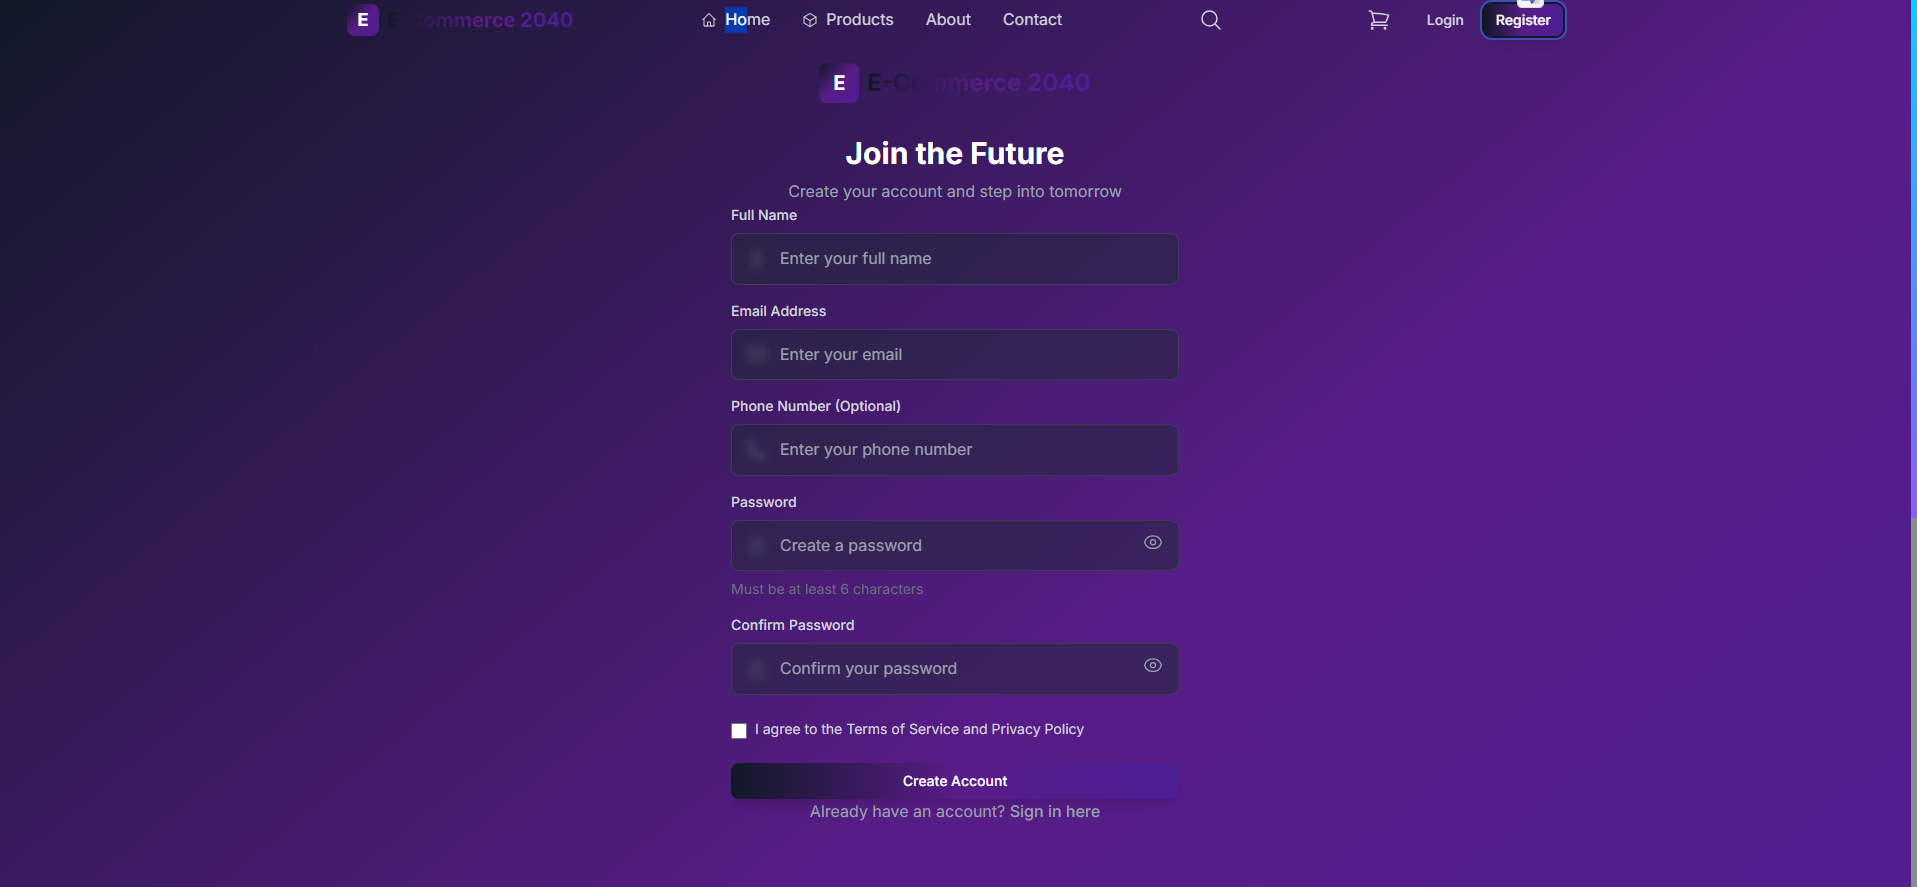 E E-Commerce 2040 Home Products About Contact Login Register
E E-Commerce 2040
Join the Future
Create your account and step into tomorrow
Full Name
Enter your full name
Email Address
Enter your email
Phone Number (Optional)
Enter your phone number
Password
Create a password
Must be at least 6 characters
Confirm Password
Confirm your password
I agree to the Terms of Service and Privacy Policy
Create Account
Already have an account? Sign in here